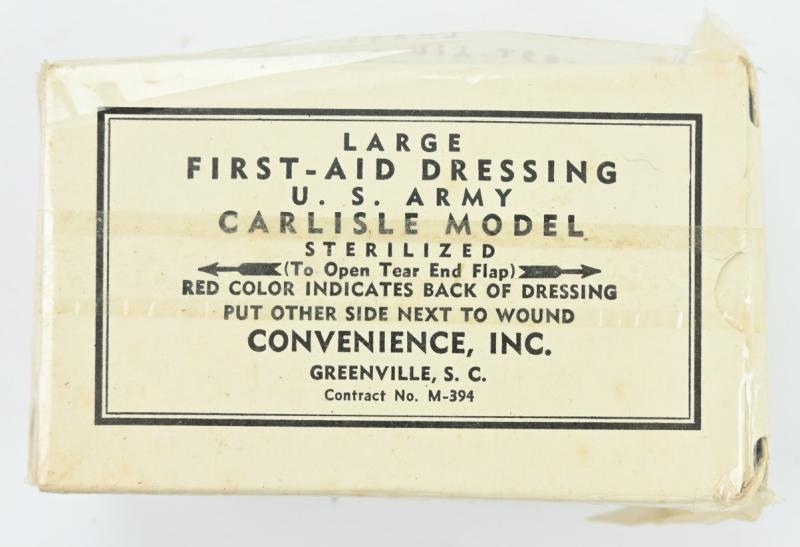 LARGE
FIRST-AID DRESSING
U. S. ARMY
CARLISLE MODEL
STERILIZED
(To Open Tear End Flap)
RED COLOR INDICATES BACK OF DRESSING
PUT OTHER SIDE NEXT TO WOUND
CONVENIENCE, INC.
GREENVILLE, S. C.
Contract No. M-394